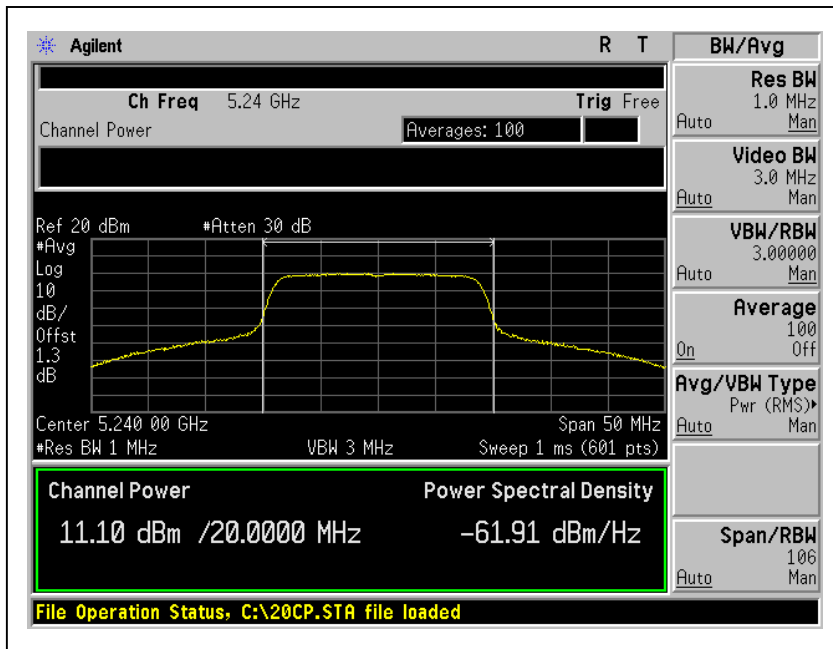 Agilent R T
BW/Avg
Ch Freq 5.24 GHz Trig Free
Channel Power Averages: 100
Ref 20 dBm #Atten 30 dB
#Avg
Log
10
dB/
Offst
1.3
dB
Center 5.240 00 GHz Span 50 MHz
#Res BW 1 MHz VBW 3 MHz Sweep 1 ms (601 pts)
Channel Power Power Spectral Density
11.10 dBm /20.0000 MHz -61.91 dBm/Hz
File Operation Status, C:\20CP.STA file loaded
Res BW
1.0 MHz
Auto Man
Video BW
3.0 MHz
Auto Man
VBW/RBW
3.00000
Auto Man
Average
100
On Off
Avg/VBW Type
Pwr (RMS)▸
Auto Man
Span/RBW
106
Auto Man